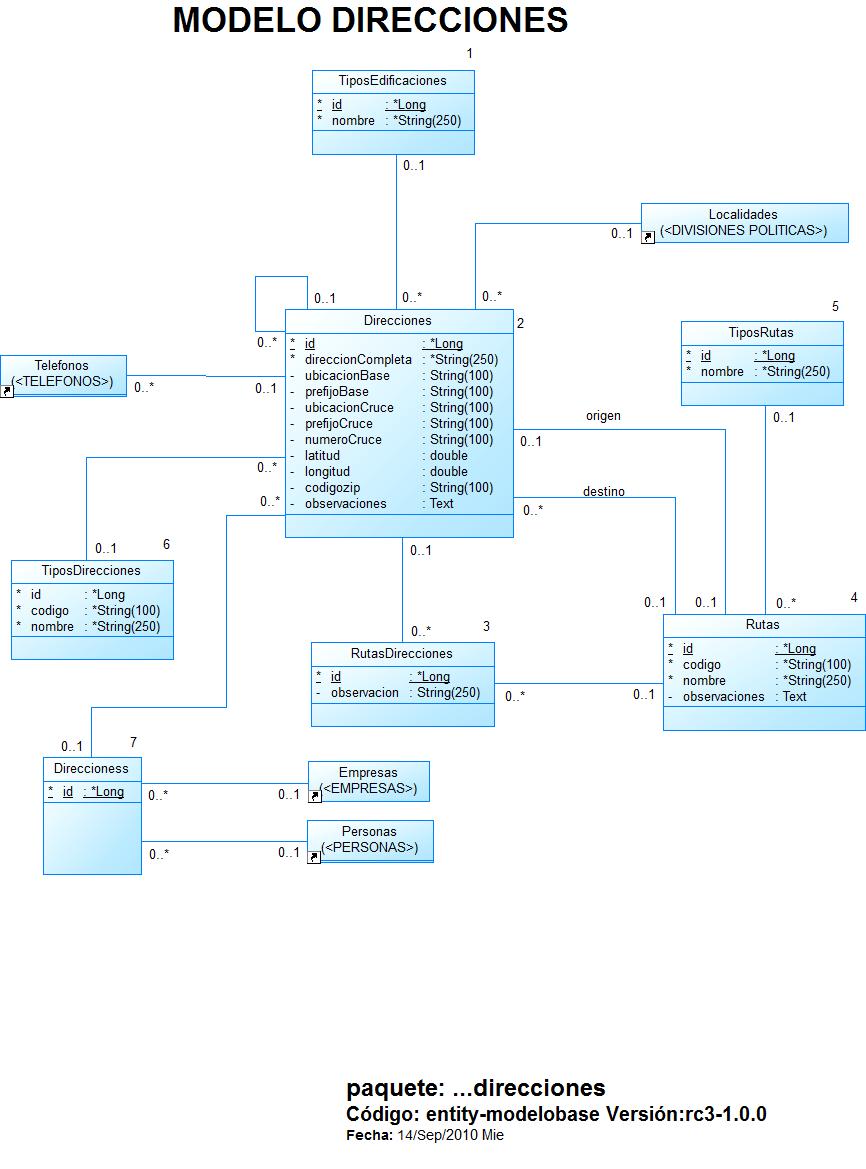 MODELO DIRECCIONES
1
TiposEdificaciones
* id : *Long
* nombre : *String(250)
0..1
Localidades
(<DIVISIONES POLITICAS>)
0..1
0..1
0..*
0..*
5
Direcciones
2
TiposRutas
0..*
* id : *Long
* direccionCompleta : *String(250)
- ubicacionBase : String(100)
- prefijoBase : String(100)
- ubicacionCruce : String(100)
- prefijoCruce : String(100)
- numeroCruce : String(100)
- latitud : double
- longitud : double
- codigozip : String(100)
- observaciones : Text
* id : *Long
* nombre : *String(250)
Telefonos
(<TELEFONOS>)
0..*
0..1
origen
0..1
0..1
0..*
destino
0..*
0..*
0..1
6
0..1
TiposDirecciones
* id : *Long
* codigo : *String(100)
* nombre : *String(250)
0..1
0..1
0..*
4
Rutas
* id : *Long
* codigo : *String(100)
* nombre : *String(250)
- observaciones : Text
0..*
3
RutasDirecciones
* id : *Long
- observacion : String(250)
0..*
0..1
0..1
7
Direccioness
* id : *Long
Empresas
(<EMPRESAS>)
0..*
0..1
Personas
(<PERSONAS>)
0..*
0..1
paquete: ...direcciones
Código: entity-modelobase Versión:rc3-1.0.0
Fecha: 14/Sep/2010 Mie